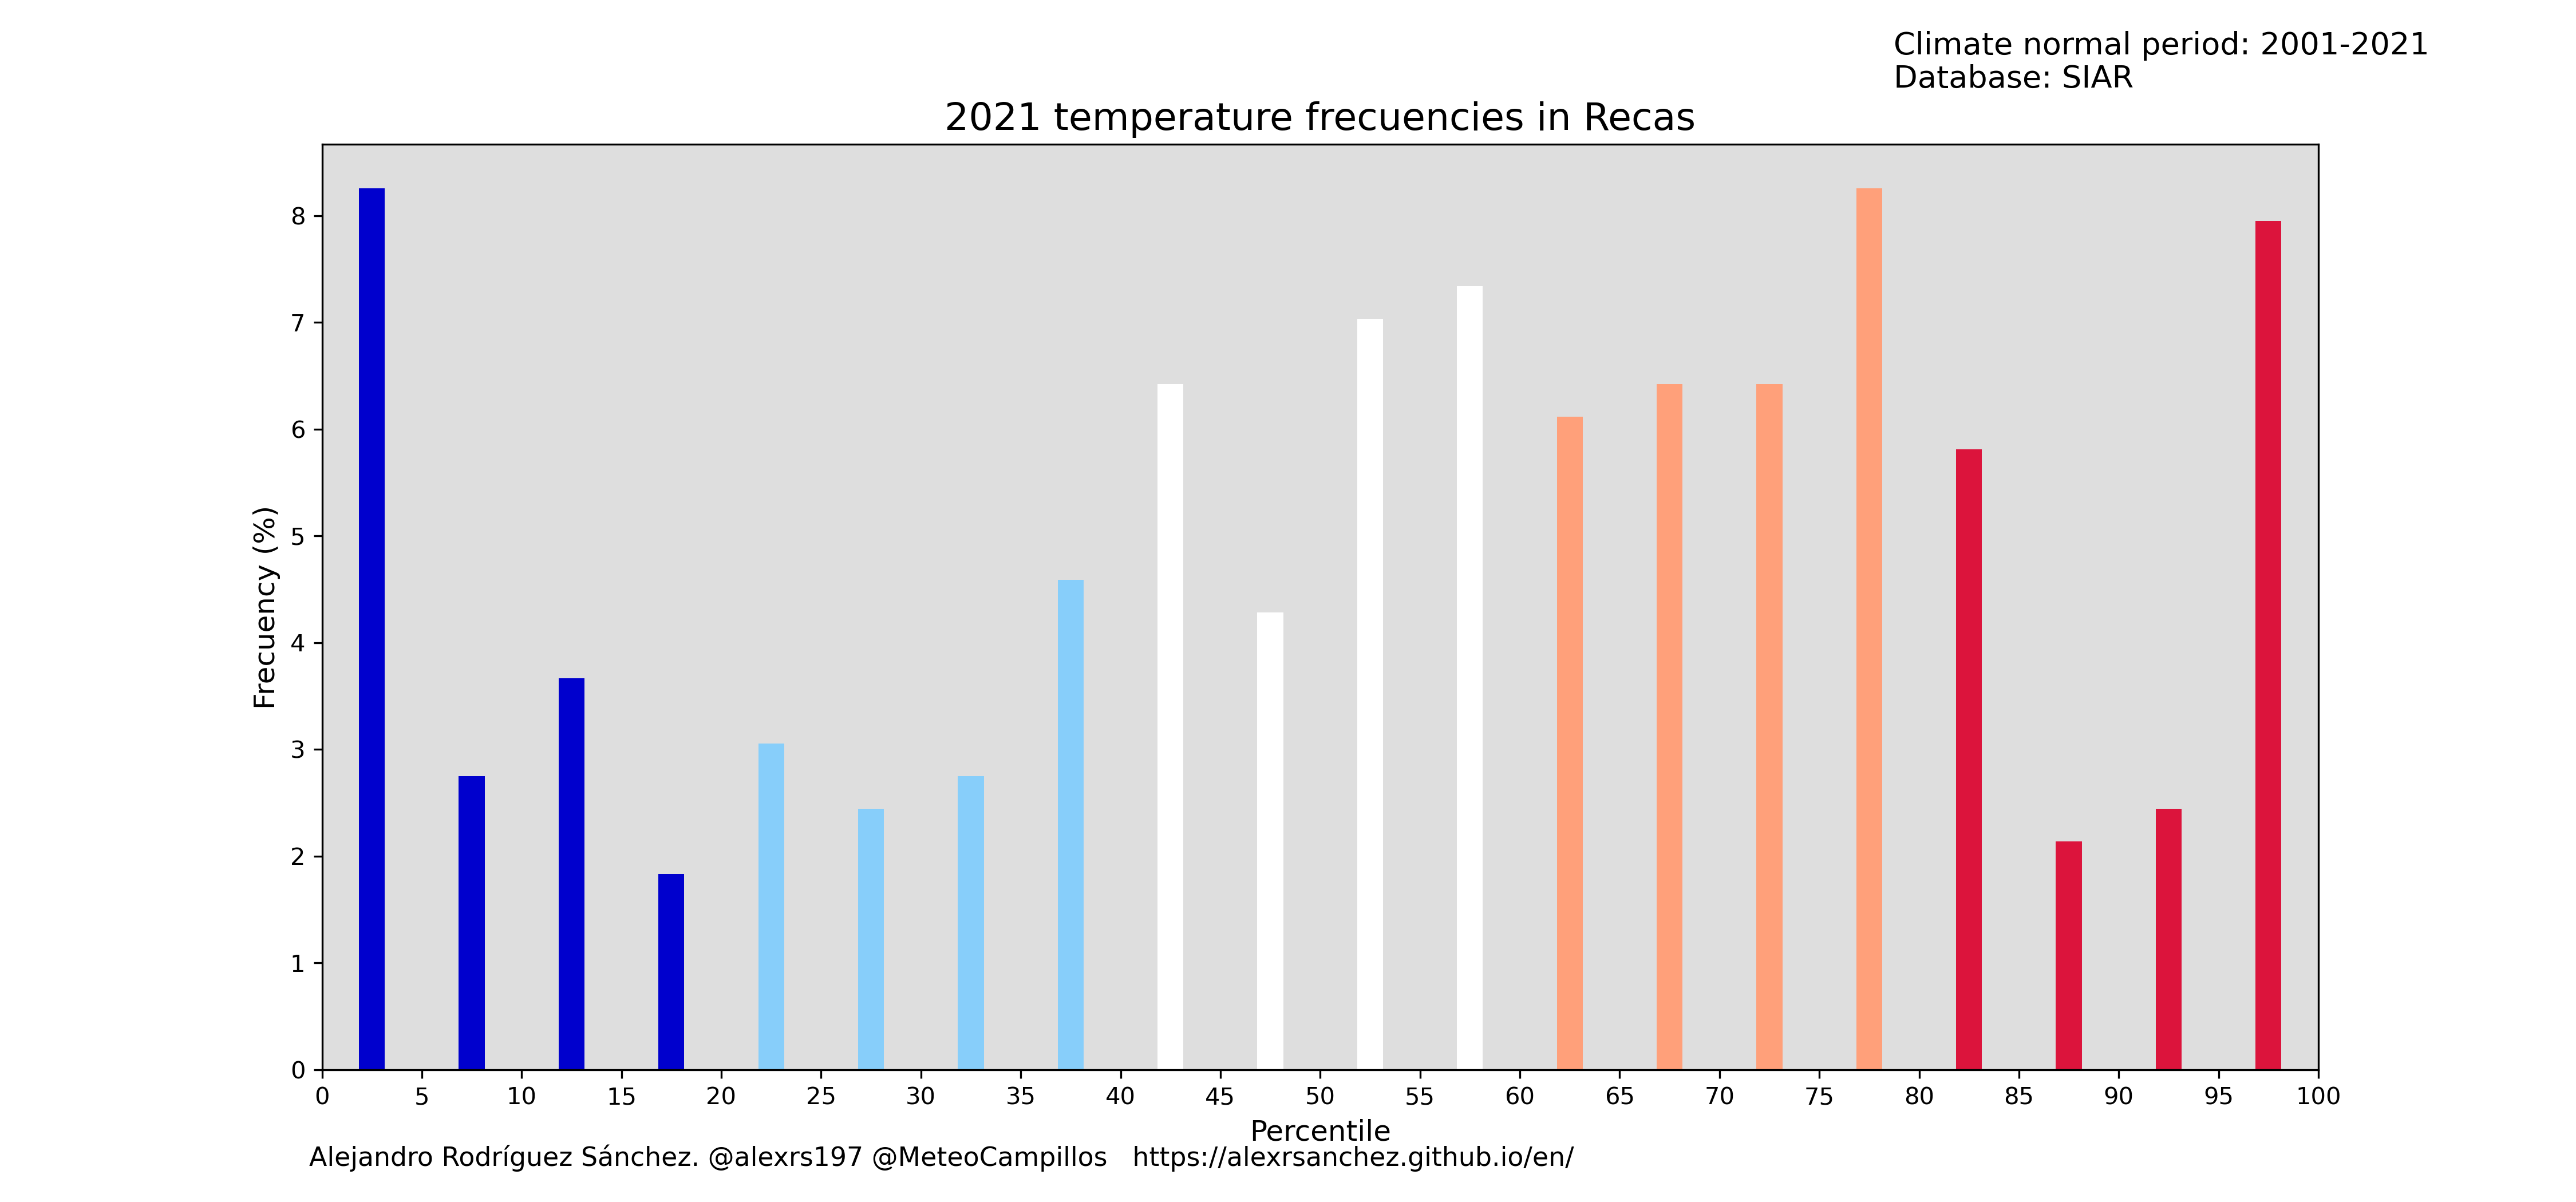 Climate normal period: 2001-2021
Database: SIAR
2021 temperature frecuencies in Recas
8
7
6
5
4
3
2
1
0
Frecuency (%)
0 5 10 15 20 25 30 35 40 45 50 55 60 65 70 75 80 85 90 95 100
Percentile
Alejandro Rodríguez Sánchez. @alexrs197 @MeteoCampillos https://alexrsanchez.github.io/en/